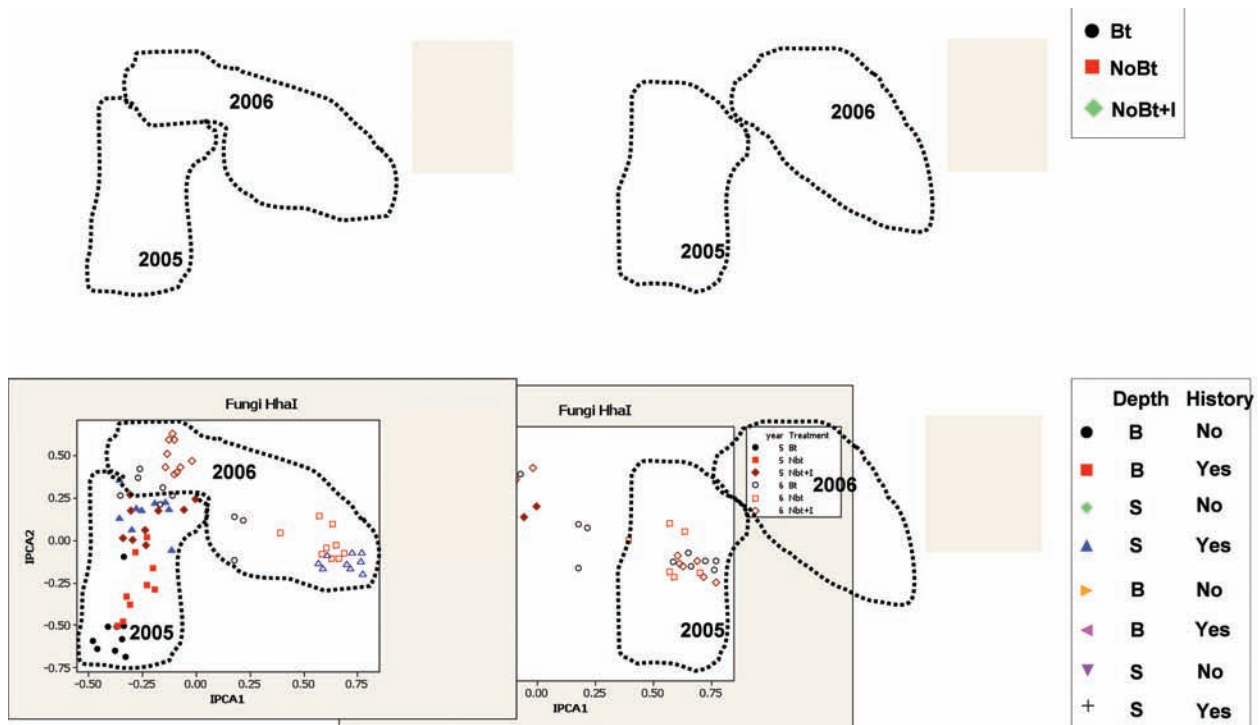 2006
2005
2006
2005
Bt
NoBt
NoBt+I
Fungi HhaI
0.50
0.25
0.00
-0.25
-0.50
-0.75
IPCA2
2006
2005
-0.50 -0.25 0.00 0.25 0.50 0.75
IPCA1
Fungi HhaI
year Treatment
5 Bt
5 Nbt
5 Nbt+I
6 Bt
6 Nbt
6 Nbt+I
2006
2005
0.00 0.25 0.50 0.75
IPCA1
Depth History
B No
B Yes
S No
S Yes
B No
B Yes
S No
S Yes